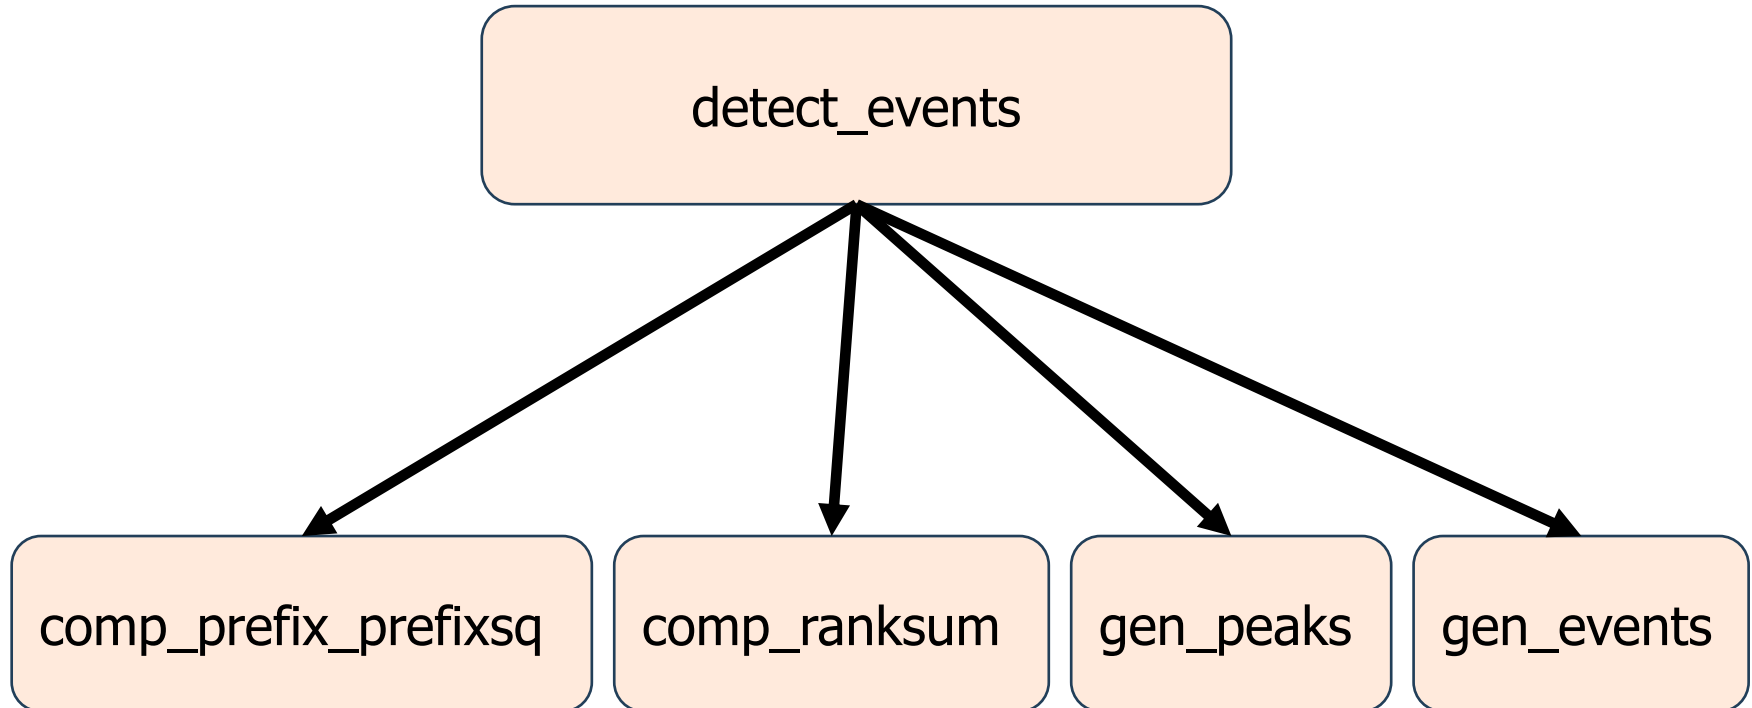 detect_events
comp_prefix_prefixsq
comp_ranksum
gen_peaks
gen_events